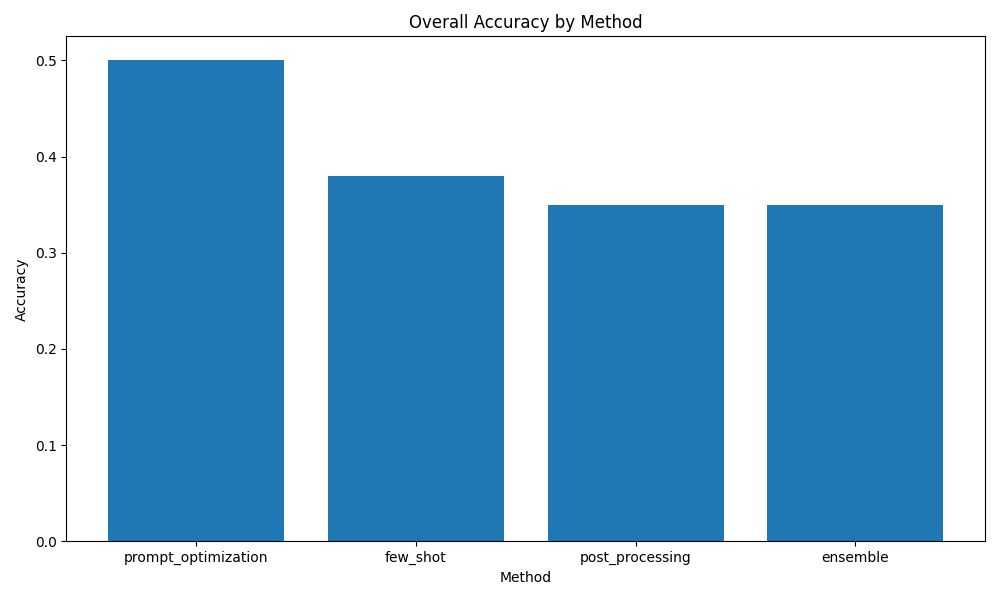 Overall Accuracy by Method
Accuracy
0.5
0.4
0.3
0.2
0.1
0.0
prompt_optimization
few_shot
post_processing
ensemble
Method